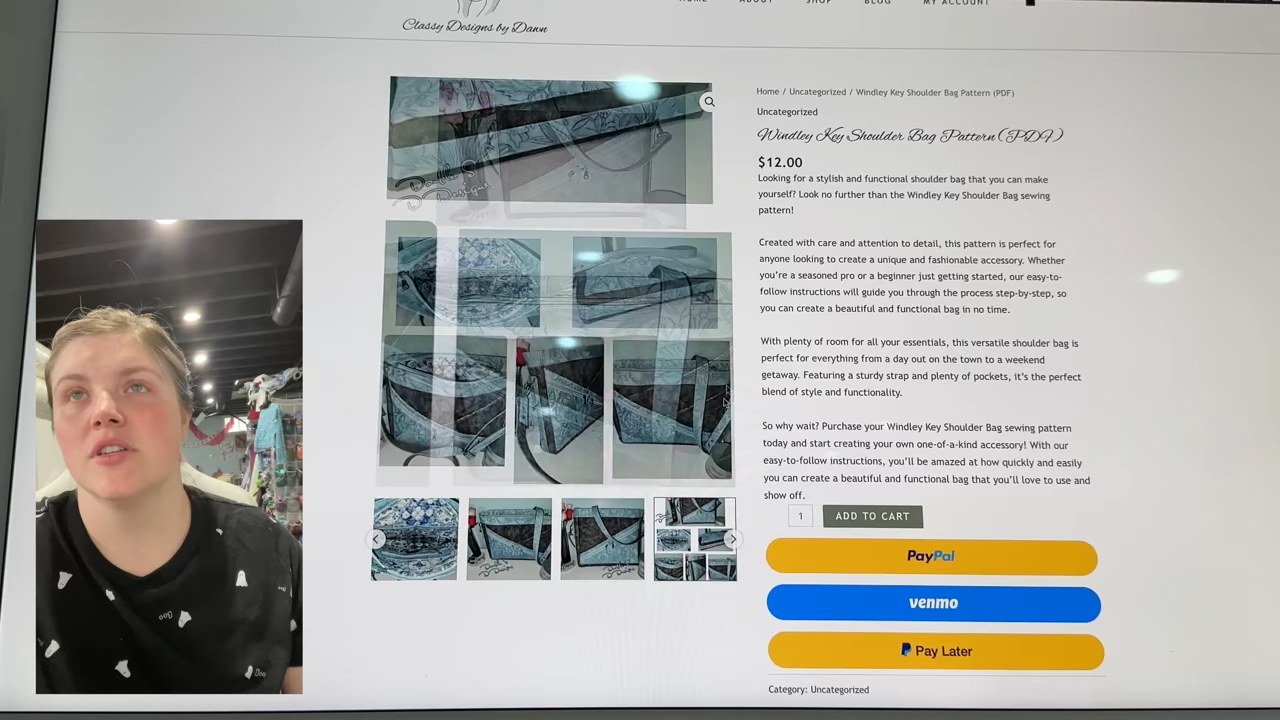 HOME ABOUT SHOP BLOG MY ACCOUNT
Classy Designs by Dawn
Home / Uncategorized / Windley Key Shoulder Bag Pattern (PDF)
Uncategorized
Windley Key Shoulder Bag Pattern (PDF)
$12.00
Looking for a stylish and functional shoulder bag that you can make
yourself? Look no further than the Windley Key Shoulder Bag sewing
pattern!
Created with care and attention to detail, this pattern is perfect for
anyone looking to create a unique and fashionable accessory. Whether
you're a seasoned pro or a beginner just getting started, our easy-to-
follow instructions will guide you through the process step-by-step, so
you can create a beautiful and functional bag in no time.
With plenty of room for all your essentials, this versatile shoulder bag is
perfect for everything from a day out on the town to a weekend
getaway. Featuring a sturdy strap and plenty of pockets, it's the perfect
blend of style and functionality.
So why wait? Purchase your Windley Key Shoulder Bag sewing pattern
today and start creating your own one-of-a-kind accessory! With our
easy-to-follow instructions, you'll be amazed at how quickly and easily
you can create a beautiful and functional bag that you'll love to use and
show off.
1 ADD TO CART
PayPal
venmo
Pay Later
Category: Uncategorized
Boo
Boo